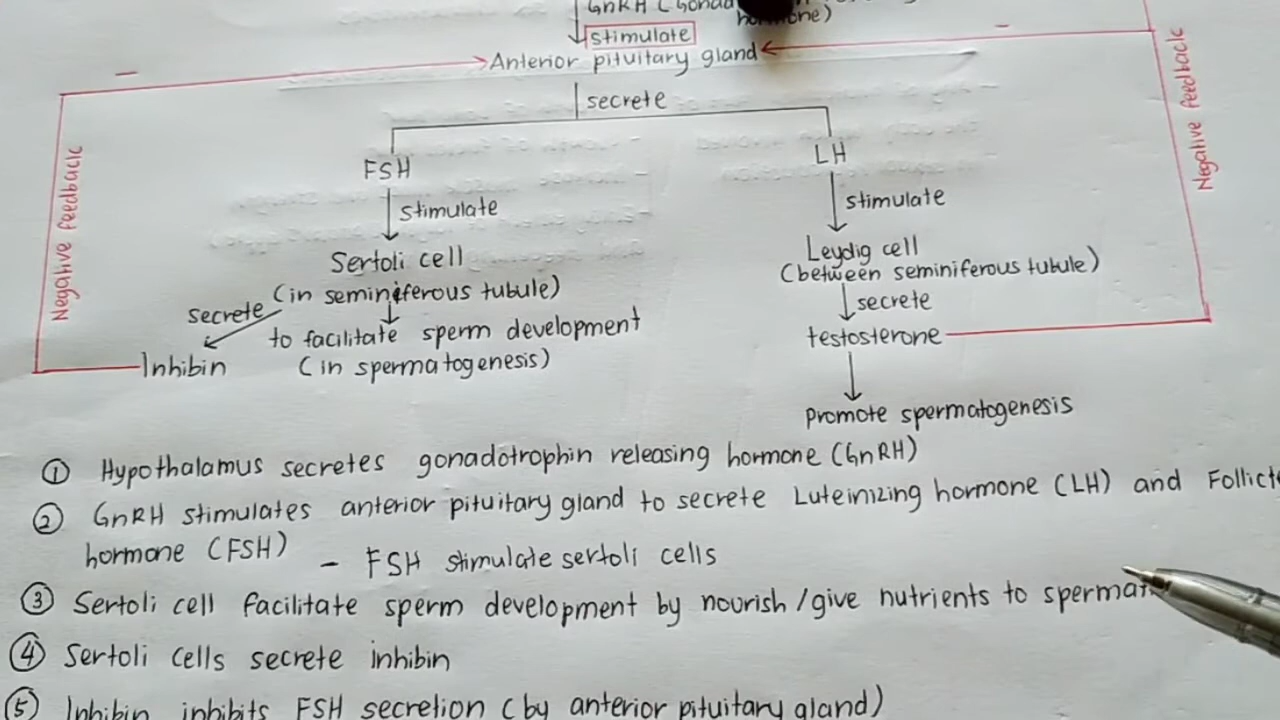 GnRH (
hormone)
stimulate
Anterior pituitary gland
Negative feedback
Negative feedback
secrete
FSH
LH
stimulate
stimulate
Sertoli cell
(in seminiferous tubule)
Leydig cell
(between seminiferous tubule)
secrete
secrete
to facilitate sperm development
(in spermatogenesis)
Inhibin
testosterone
promote spermatogenesis
① Hypothalamus secretes gonadotrophin releasing hormone (GnRH)
② GnRH stimulates anterior pituitary gland to secrete Luteinizing hormone (LH) and
hormone (FSH) – FSH stimulate sertoli cells
③ Sertoli cell facilitate sperm development by nourish/give nutrients to
④ Sertoli cells secrete inhibin
⑤ Inhibin inhibits FSH secretion (by anterior pituitary gland)